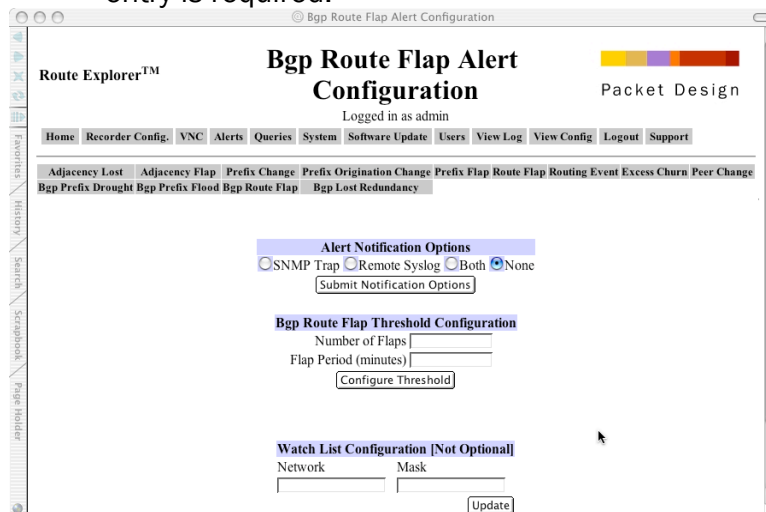 entry is required.
Bgp Route Flap Alert Configuration
Route Explorer™
Bgp Route Flap Alert
Configuration
Packet Design
Logged in as admin
Home Recorder Config. VNC Alerts Queries System Software Update Users View Log View Config Logout Support
Adjacency Lost Adjacency Flap Prefix Change Prefix Origination Change Prefix Flap Route Flap Routing Event Excess Churn Peer Change
Bgp Prefix Drought Bgp Prefix Flood Bgp Route Flap Bgp Lost Redundancy
Alert Notification Options
SNMP Trap Remote Syslog Both None
Submit Notification Options
Bgp Route Flap Threshold Configuration
Number of Flaps
Flap Period (minutes)
Configure Threshold
Watch List Configuration [Not Optional]
Network Mask
Update
Favorites
History
Search
Scrapbook
Page Holder